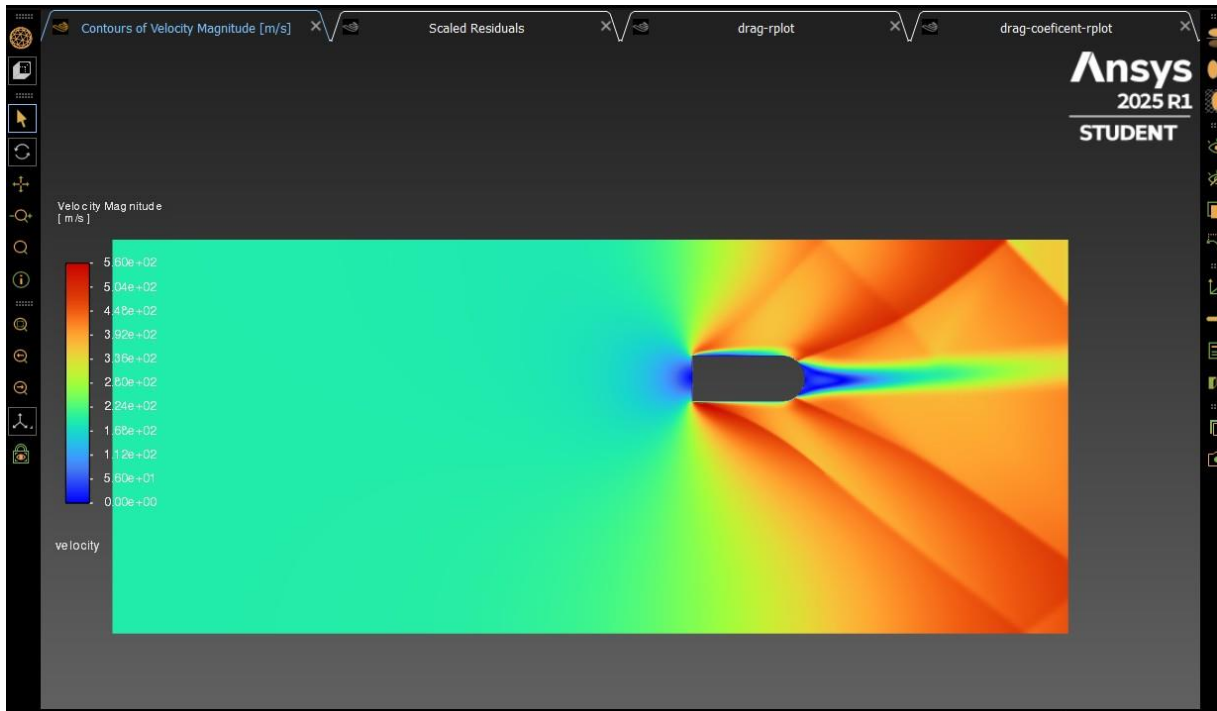 Contours of Velocity Magnitude [m/s]
Scaled Residuals
drag-rplot
drag-coeficent-rplot
Ansys
2025 R1
STUDENT
Velocity Magnitude
[ m/s ]
5.60e+02
5.04e+02
4.48e+02
3.92e+02
3.36e+02
2.80e+02
2.24e+02
1.68e+02
1.12e+02
5.60e+01
0.00e+00
velocity